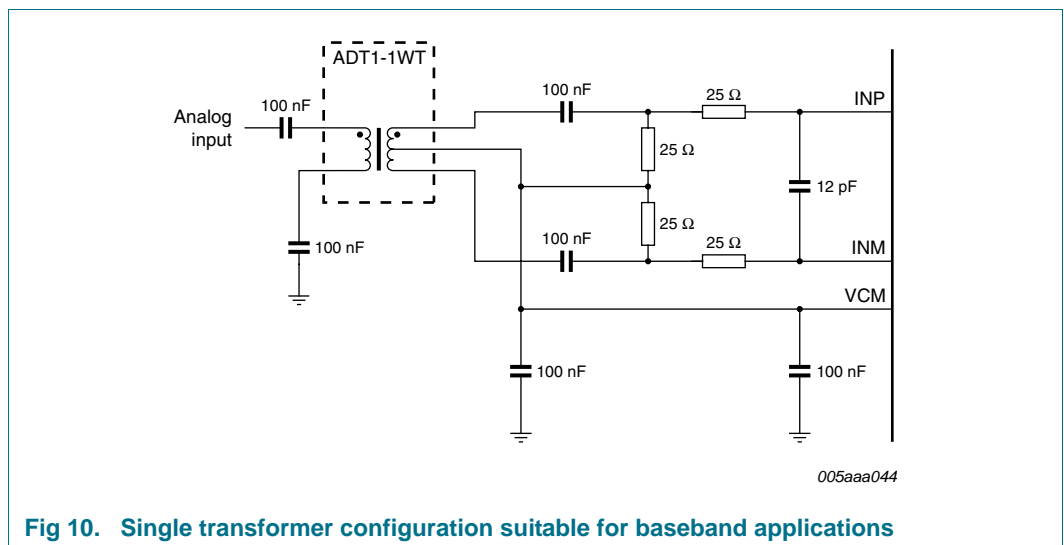 ADT1-1WT
100 nF
Analog
input
100 nF
100 nF
25 Ω
INP
25 Ω
12 pF
25 Ω
100 nF
25 Ω
INM
VCM
100 nF
100 nF
005aaa044
Fig 10. Single transformer configuration suitable for baseband applications